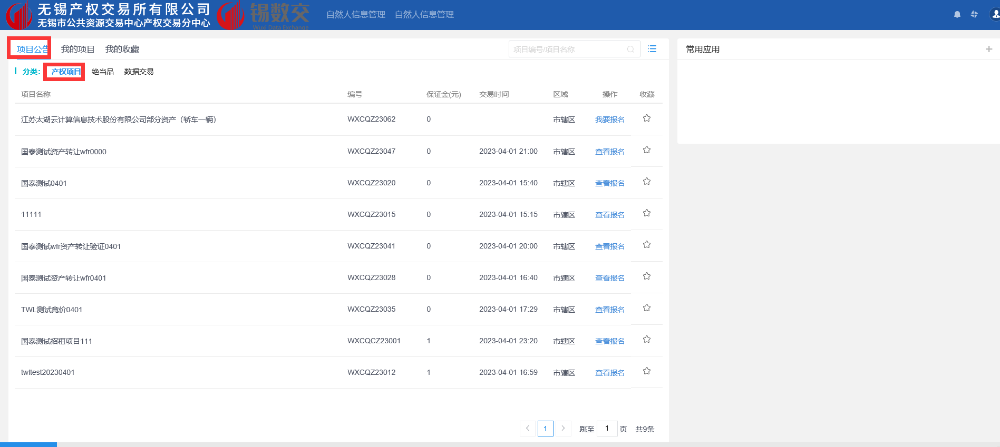 无锡产权交易所有限公司
无锡市公共资源交易中心产权交易分中心
锡数交
Wuxi Data Exchange
自然人信息管理 自然人信息管理
项目公告 我的项目 我的收藏
项目编号/项目名称
常用应用
分类： 产权项目 绝当品 数据交易
项目名称 编号 保证金(元) 交易时间 区域 操作 收藏
江苏太湖云计算信息技术股份有限公司部分资产（轿车一辆） WXCQZ23062 0 市辖区 我要报名
国泰测试资产转让wfr0000 WXCQZ23047 0 2023-04-01 21:00 市辖区 查看报名
国泰测试0401 WXCQZ23020 0 2023-04-01 15:40 市辖区 查看报名
11111 WXCQZ23015 0 2023-04-01 15:15 市辖区 查看报名
国泰测试wfr资产转让验证0401 WXCQZ23041 0 2023-04-01 20:00 市辖区 查看报名
国泰测试资产转让wfr0401 WXCQZ23028 0 2023-04-01 16:40 市辖区 查看报名
TWL测试竞价0401 WXCQZ23035 0 2023-04-01 17:29 市辖区 查看报名
国泰测试招租项目111 WXCQCZ23001 1 2023-04-01 23:20 市辖区 查看报名
twltest20230401 WXCQZ23012 1 2023-04-01 16:59 市辖区 查看报名
1 跳至 1 页 共9条